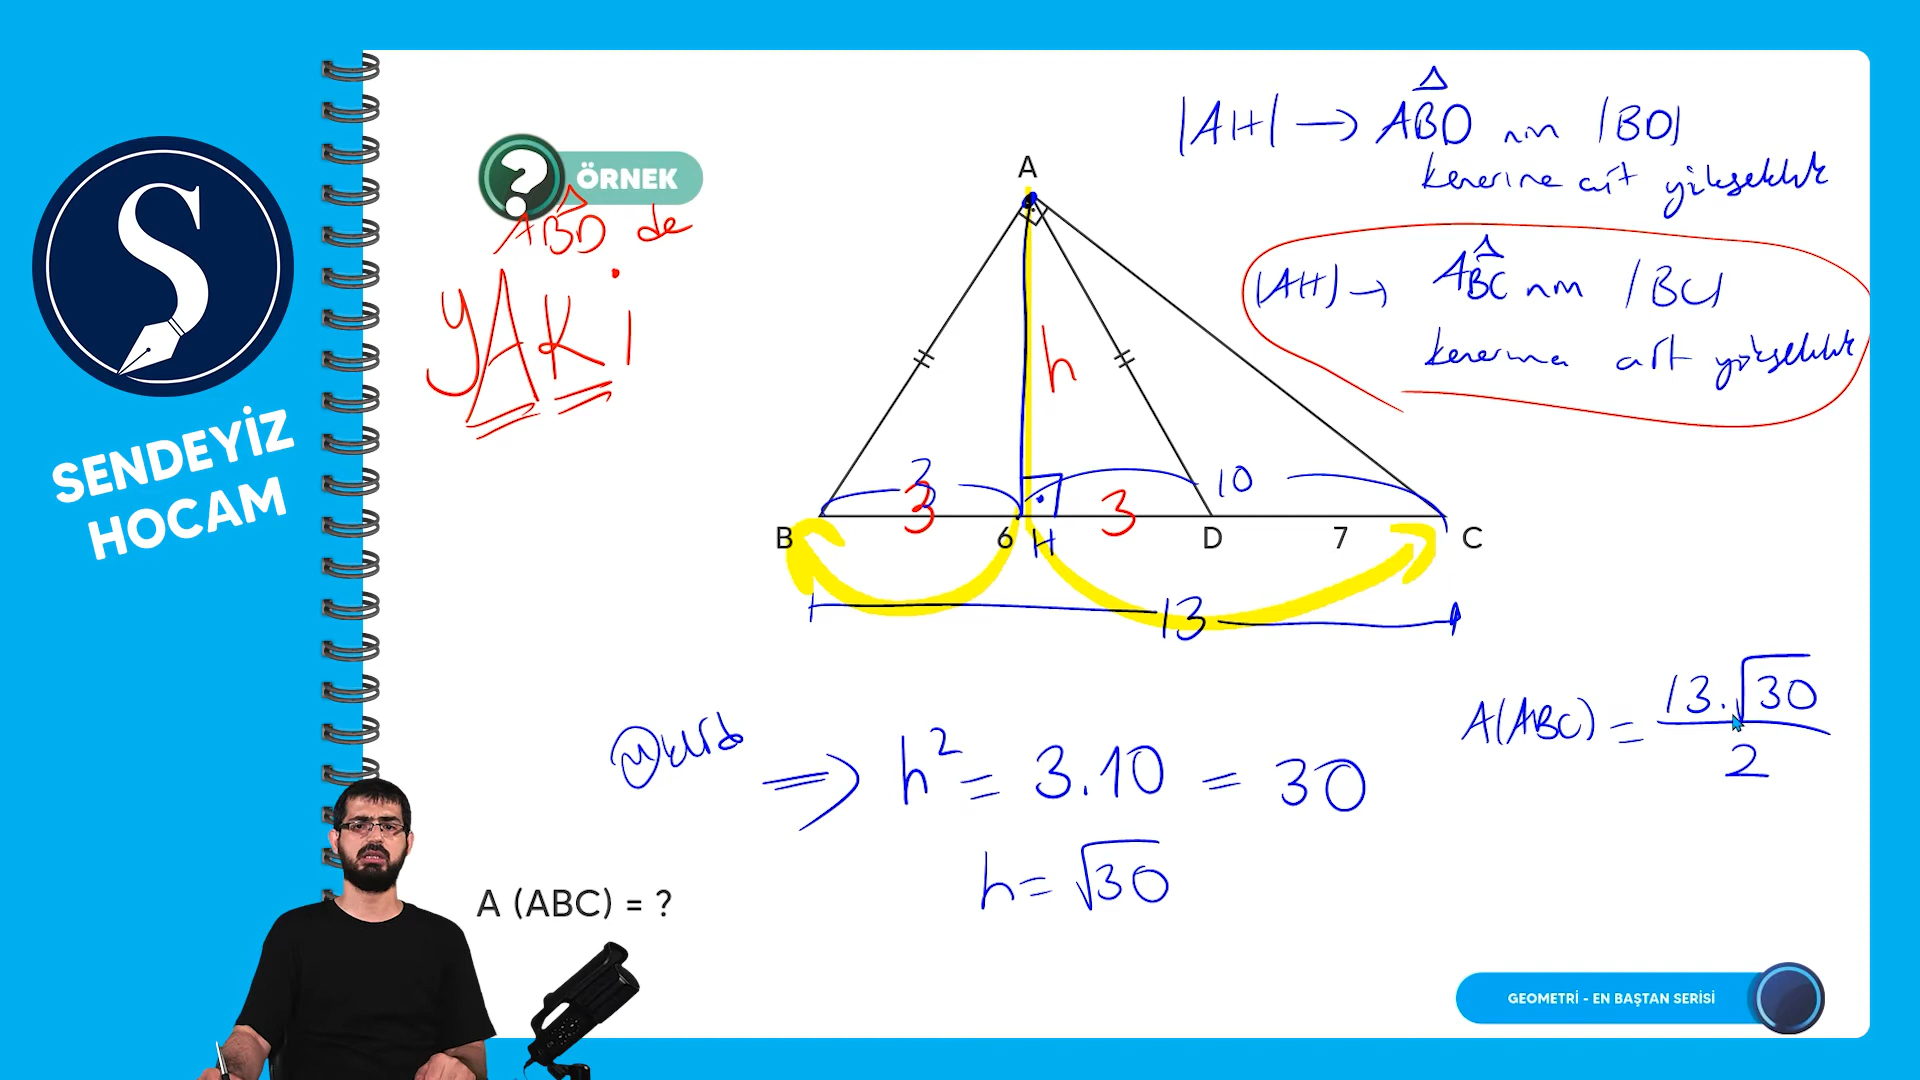 SENDEYİZ
HOCAM
? ÖRNEK
ABD de
YAKİ
|AH| → ABD nın |BD|
kenarına ait yükseklik
|AH| → ABC nın |BC|
kenarına ait yükseklik
A
h
3 3 10
B 6 H D 7 C
13
A(ABC) = 13.√30 / 2
Öklid ⇒ h² = 3.10 = 30
h = √30
A (ABC) = ?
GEOMETRİ - EN BAŞTAN SERİSİ